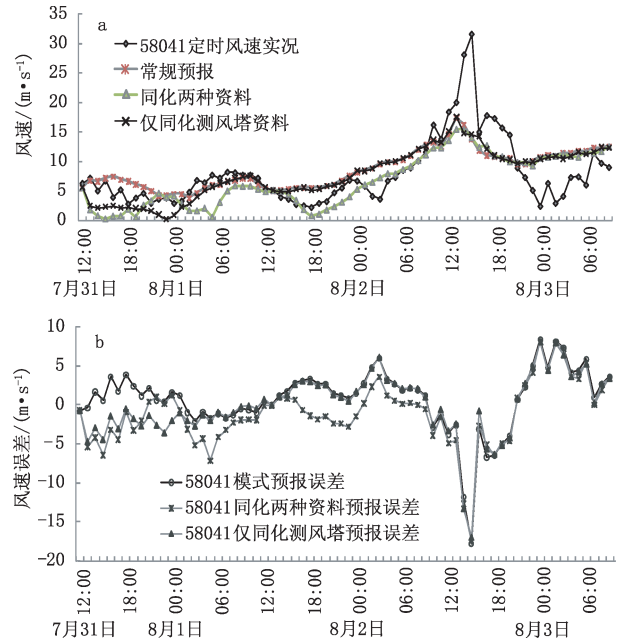 a
35
30
25
20
15
10
5
0
风速/(m•s⁻¹)
58041定时风速实况
常规预报
同化两种资料
仅同化测风塔资料
12:00 18:00 00:00 06:00 12:00 18:00 00:00 06:00 12:00 18:00 00:00 06:00
7月31日 8月1日 8月2日 8月3日
b
10
5
0
−5
−10
−15
−20
风速误差/(m•s⁻¹)
58041模式预报误差
58041同化两种资料预报误差
58041仅同化测风塔预报误差
12:00 18:00 00:00 06:00 12:00 18:00 00:00 06:00 12:00 18:00 00:00 06:00
7月31日 8月1日 8月2日 8月3日